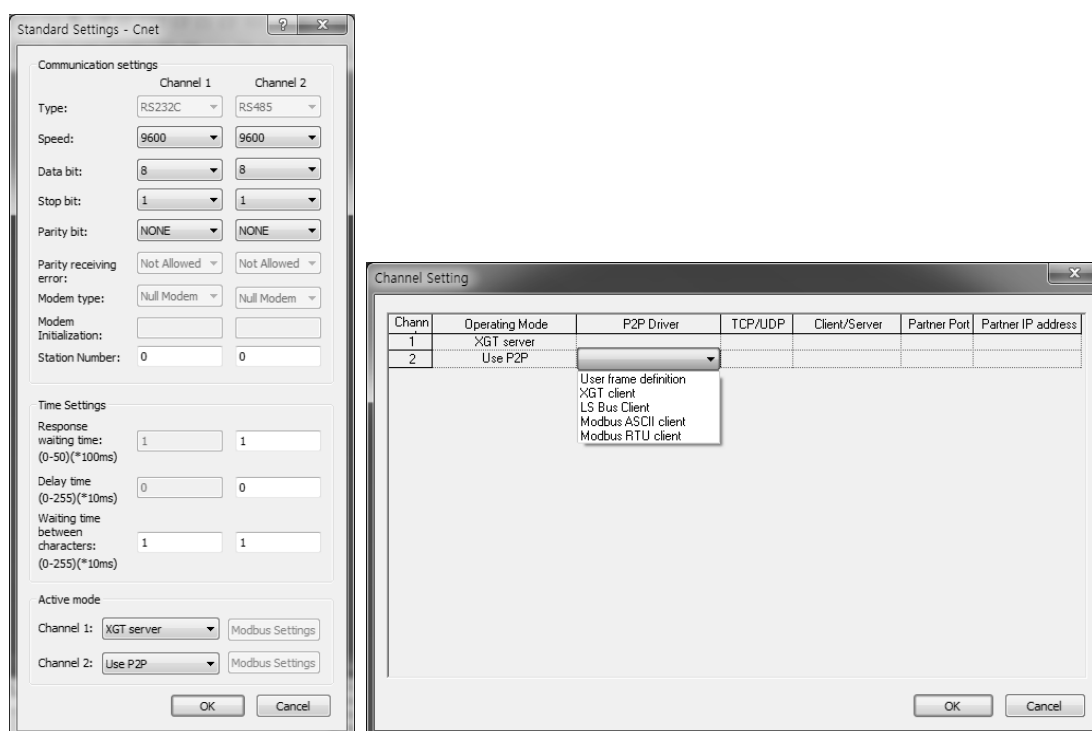 Standard Settings - Cnet
Communication settings
Channel 1 Channel 2
Type: RS232C RS485
Speed: 9600 9600
Data bit: 8 8
Stop bit: 1 1
Parity bit: NONE NONE
Parity receiving
error: Not Allowed Not Allowed
Modem type: Null Modem Null Modem
Modem
Initialization:
Station Number: 0 0
Time Settings
Response
waiting time: 1 1
(0-50)(*100ms)
Delay time 0 0
(0-255)(*10ms)
Waiting time
between
characters: 1 1
(0-255)(*10ms)
Active mode
Channel 1: XGT server Modbus Settings
Channel 2: Use P2P Modbus Settings
OK Cancel
Channel Setting
Chann Operating Mode P2P Driver TCP/UDP Client/Server Partner Port Partner IP address
1 XGT server
2 Use P2P
User frame definition
XGT client
LS Bus Client
Modbus ASCII client
Modbus RTU client
OK Cancel